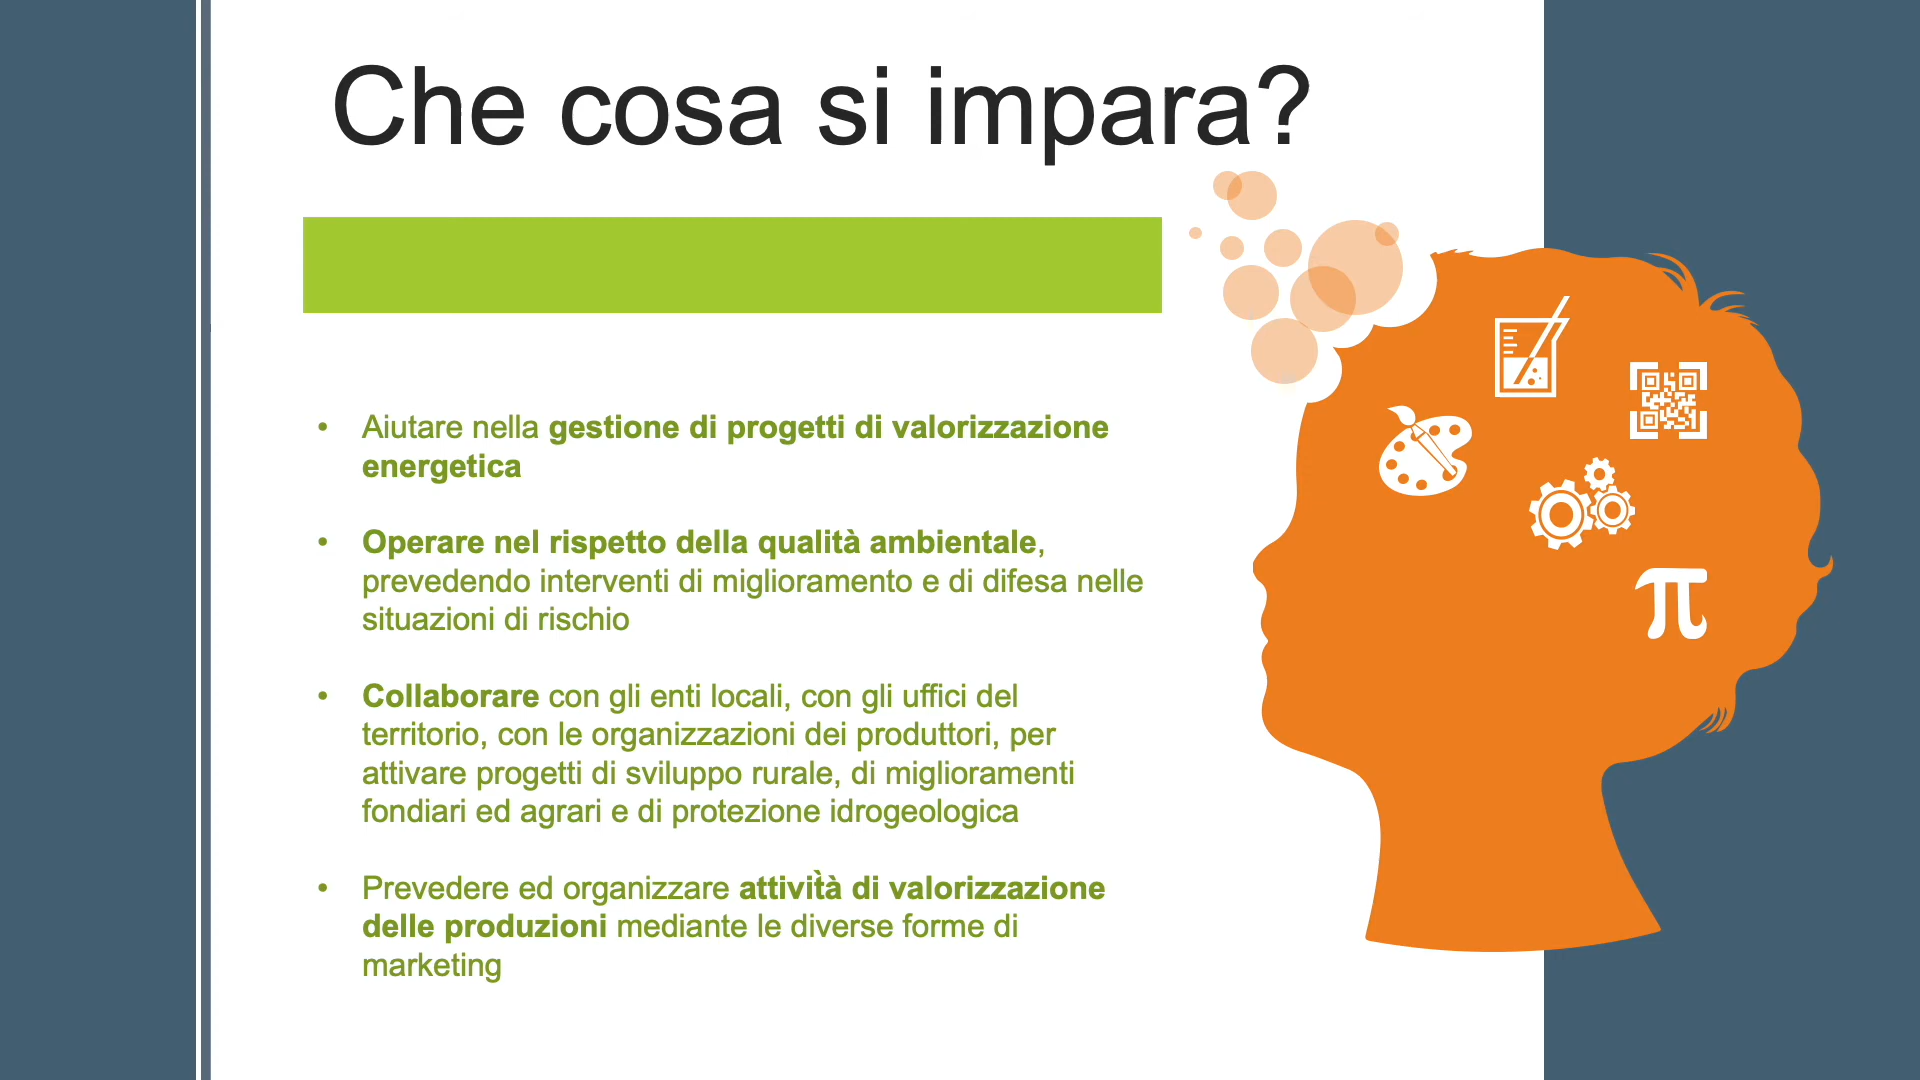 Che cosa si impara?
• Aiutare nella gestione di progetti di valorizzazione
energetica
• Operare nel rispetto della qualità ambientale,
prevedendo interventi di miglioramento e di difesa nelle
situazioni di rischio
• Collaborare con gli enti locali, con gli uffici del
territorio, con le organizzazioni dei produttori, per
attivare progetti di sviluppo rurale, di miglioramenti
fondiari ed agrari e di protezione idrogeologica
• Prevedere ed organizzare attivit̀à di valorizzazione
delle produzioni mediante le diverse forme di
marketing
π